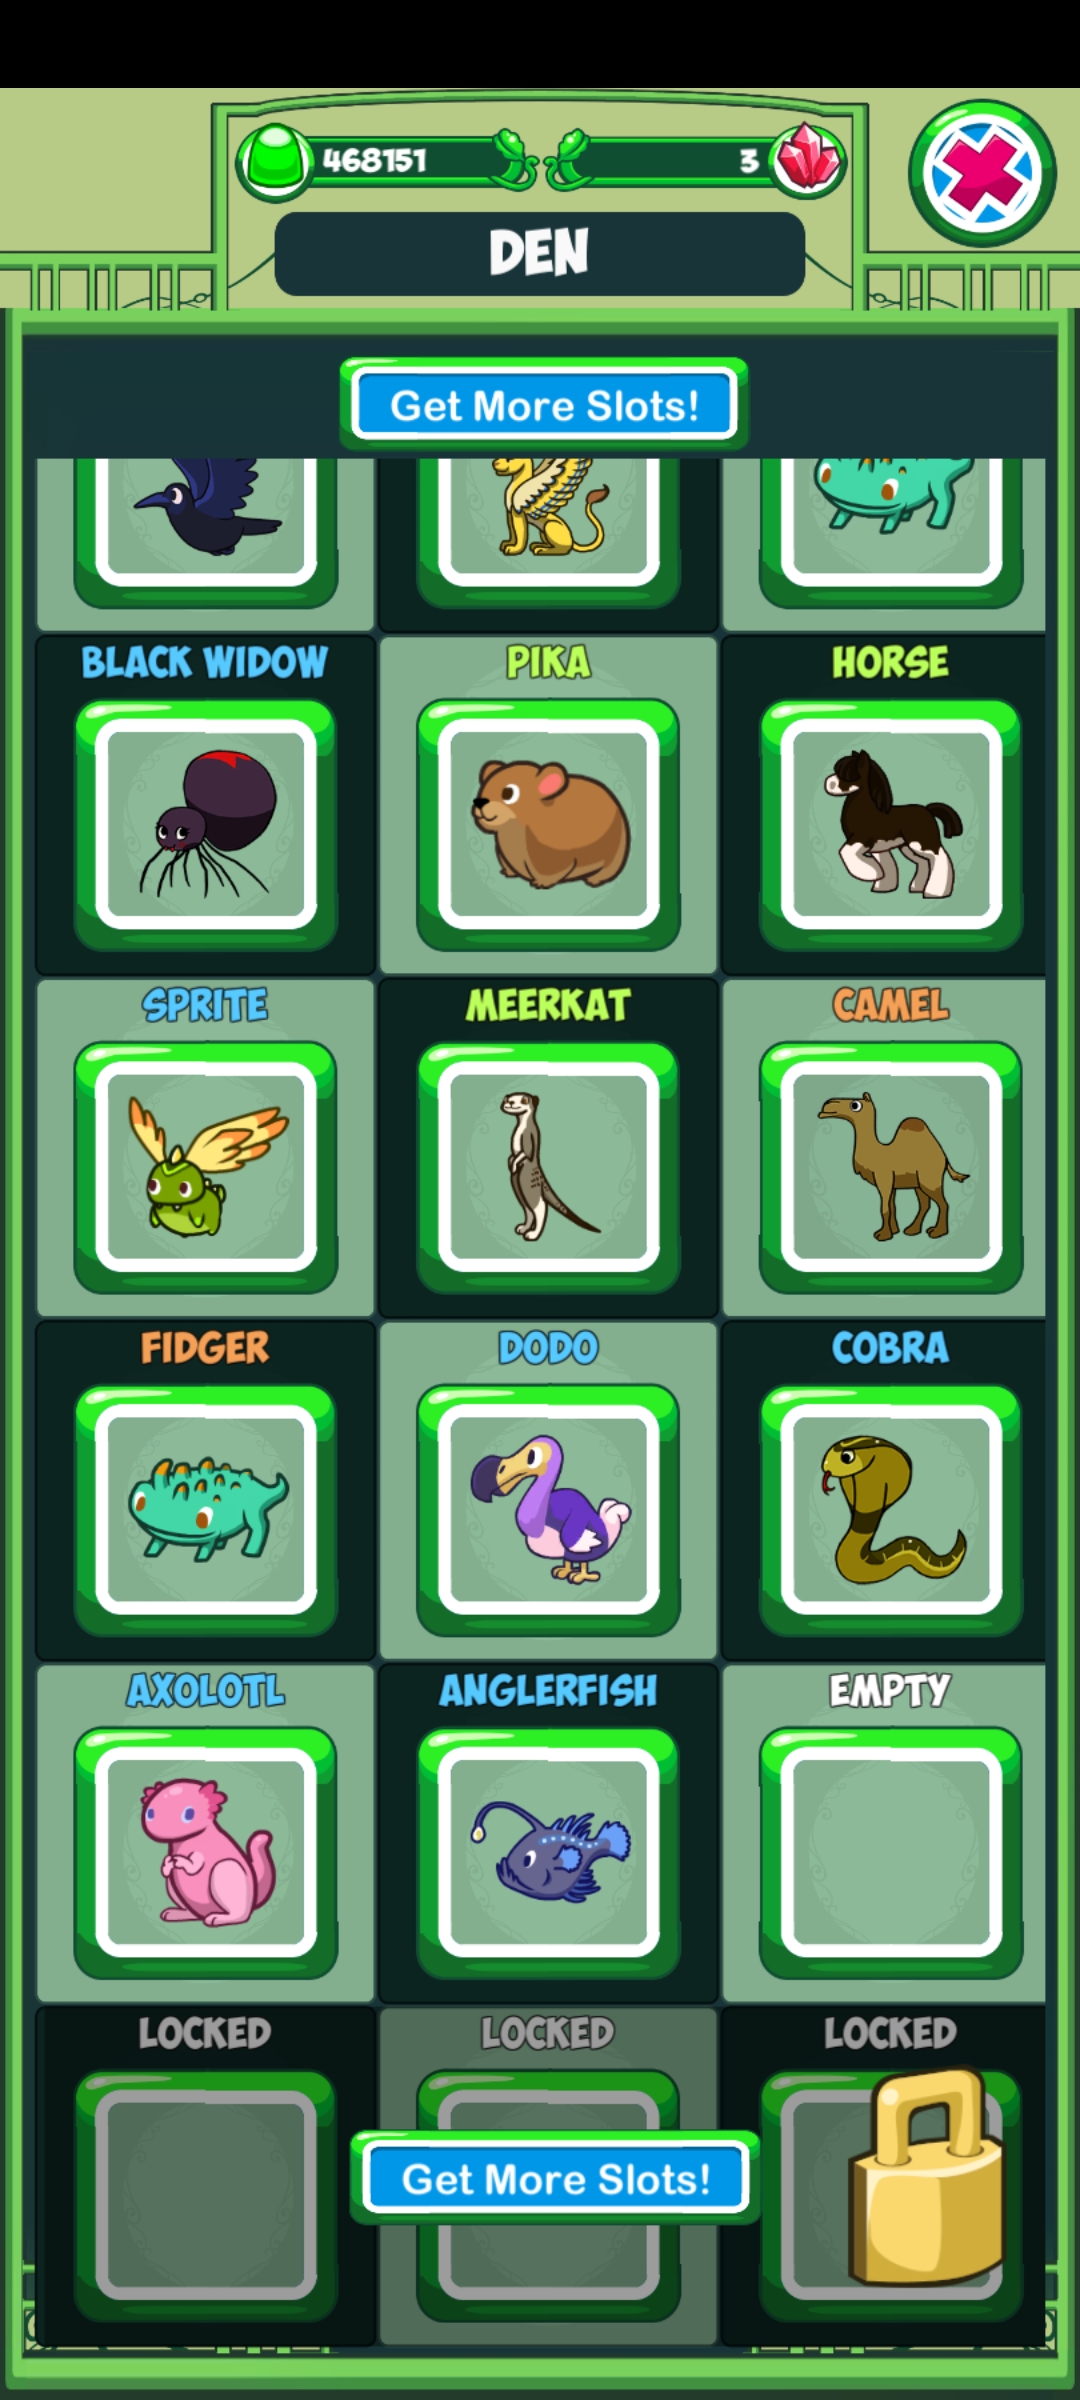 468151
3
DEN
Get More Slots!
BLACK WIDOW
PIKA
HORSE
SPRITE
MEERKAT
CAMEL
FIDGER
DODO
COBRA
AXOLOTL
ANGLERFISH
EMPTY
LOCKED
LOCKED
LOCKED
Get More Slots!